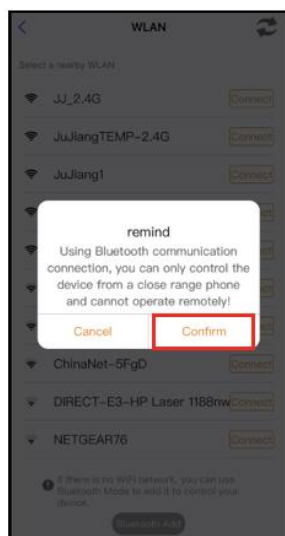 WLAN
Select a nearby WLAN
JJ_2.4G Connect
JuJiangTEMP-2.4G Connect
JuJiang1 Connect
remind
Using Bluetooth communication
connection, you can only control the
device from a close range phone
and cannot operate remotely!
Cancel Confirm
ChinaNet-5FgD Connect
DIRECT-E3-HP Laser 1188nw Connect
NETGEAR76 Connect
If there is no WiFi network, you can use
Bluetooth Mode to add it to control your
device.
Bluetooth Add